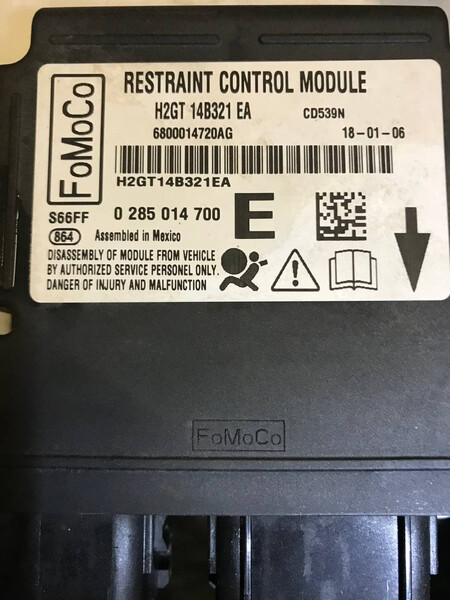 FoMoCo
RESTRAINT CONTROL MODULE
H2GT 14B321 EA CD539N
6800014720AG 18-01-06
H2GT14B321EA
S66FF 0 285 014 700 E
864 Assembled in Mexico
DISASSEMBLY OF MODULE FROM VEHICLE
BY AUTHORIZED SERVICE PERSONEL ONLY.
DANGER OF INJURY AND MALFUNCTION
FoMoCo